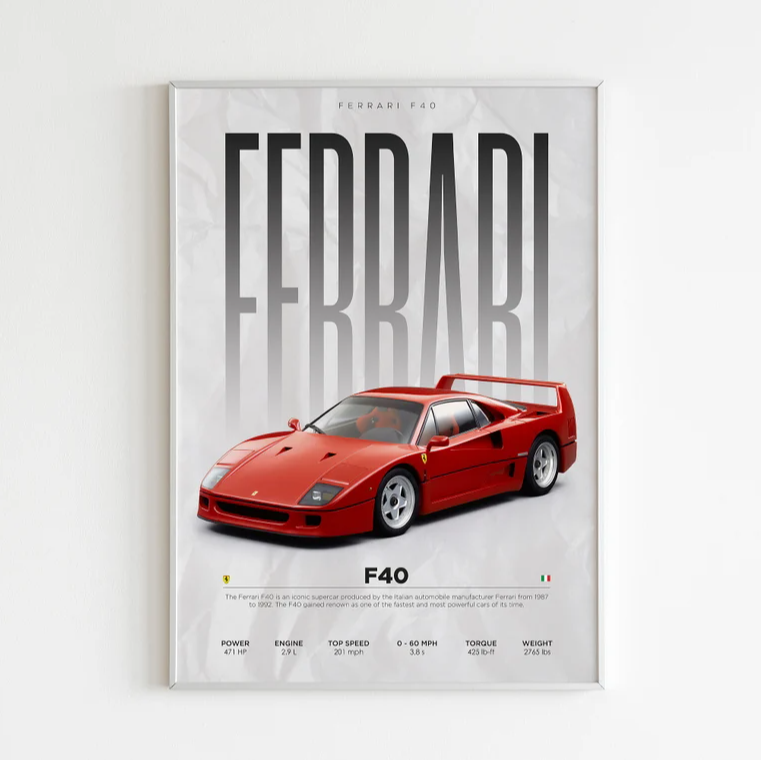 FERRARI F40
FERRARI
F40
The Ferrari F40 is an iconic supercar produced by the Italian automobile manufacturer Ferrari from 1987
to 1992. The F40 gained renown as one of the fastest and most powerful cars of its time.
POWER ENGINE TOP SPEED 0 - 60 MPH TORQUE WEIGHT
471 HP 2,9 L 201 mph 3,8 s 425 lb-ft 2765 lbs